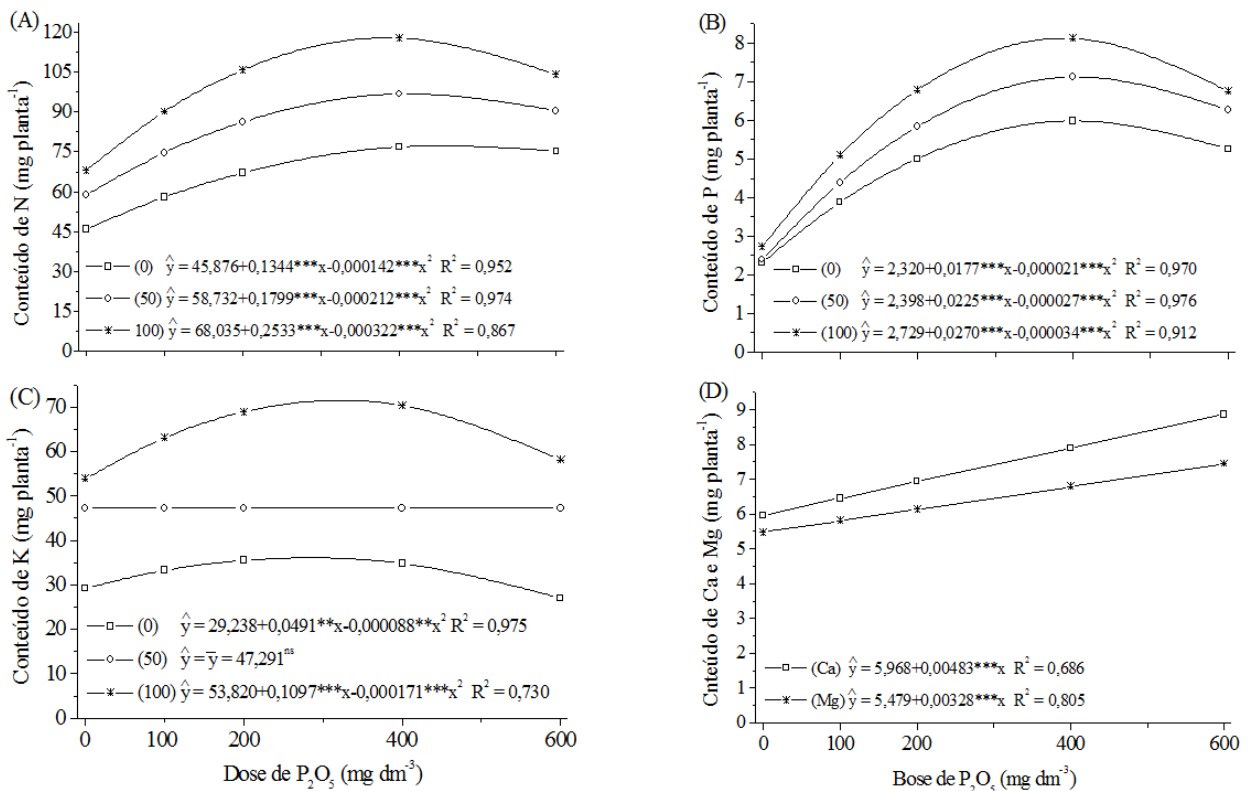 (A)
Conteúdo de N (mg planta⁻¹)
120
105
90
75
60
45
30
15
0
(0) ŷ = 45,876+0,1344***x-0,000142***x² R² = 0,952
(50) ŷ = 58,732+0,1799***x-0,000212***x² R² = 0,974
100) ŷ = 68,035+0,2533***x-0,000322***x² R² = 0,867
(B)
Conteúdo de P (mg planta⁻¹)
8
7
6
5
4
3
2
1
0
(0) ŷ = 2,320+0,0177***x-0,000021***x² R² = 0,970
(50) ŷ = 2,398+0,0225***x-0,000027***x² R² = 0,976
(100) ŷ = 2,729+0,0270***x-0,000034***x² R² = 0,912
(C)
Conteúdo de K (mg planta⁻¹)
70
60
50
40
30
20
10
0
(0) ŷ = 29,238+0,0491**x-0,000088**x² R² = 0,975
(50) ŷ = y̅ = 47,291ⁿˢ
(100) ŷ = 53,820+0,1097***x-0,000171***x² R² = 0,730
0 100 200 400 600
Dose de P₂O₅ (mg dm⁻³)
(D)
Cnteúdo de Ca e Mg (mg planta⁻¹)
9
8
7
6
5
4
3
2
1
0
(Ca) ŷ = 5,968+0,00483***x R² = 0,686
(Mg) ŷ = 5,479+0,00328***x R² = 0,805
0 100 200 400 600
Bose de P₂O₅ (mg dm⁻³)